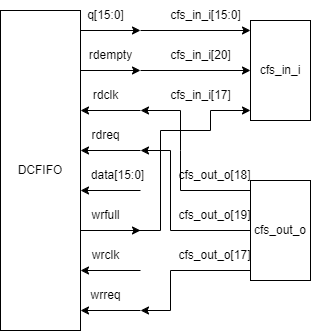 q[15:0]
cfs_in_i[15:0]
rdempty
cfs_in_i[20]
cfs_in_i
rdclk
cfs_in_i[17]
rdreq
DCFIFO
data[15:0]
cfs_out_o[18]
wrfull
cfs_out_o[19]
cfs_out_o
wrclk
cfs_out_o[17]
wrreq